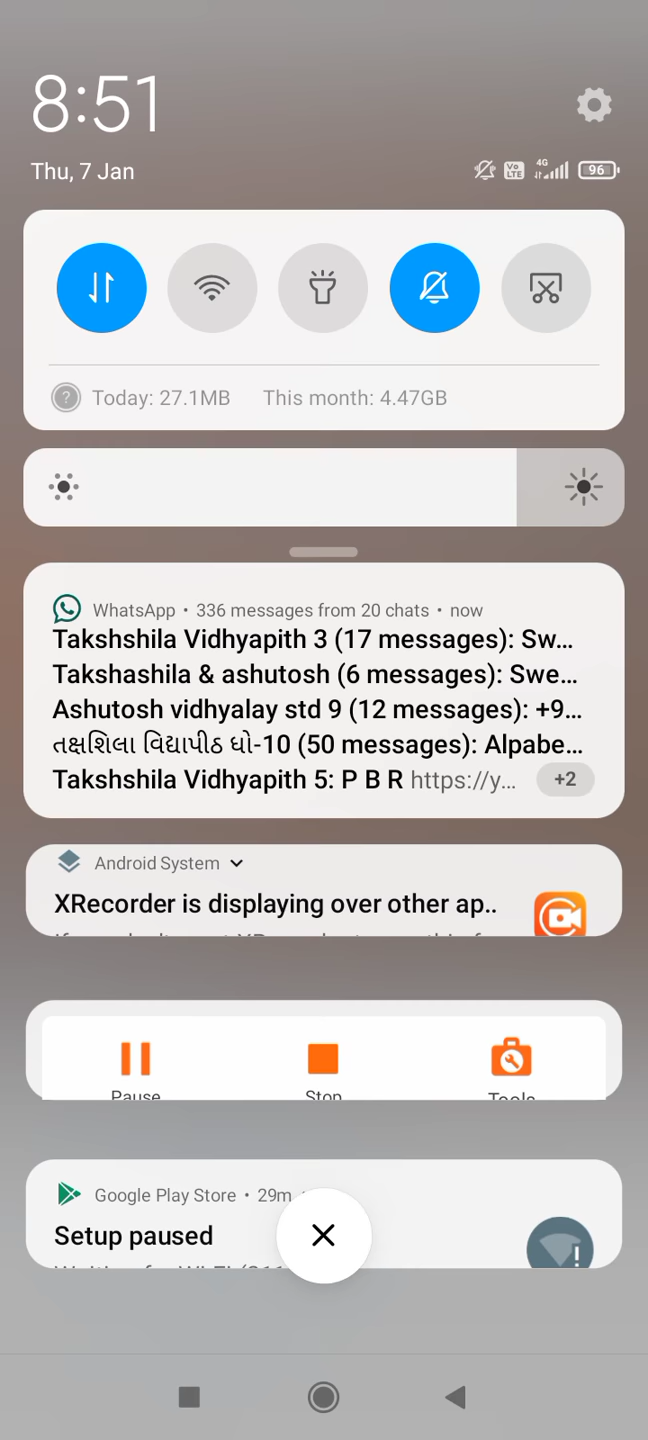 8:51
Thu, 7 Jan
Vo LTE 4G 96
Today: 27.1MB This month: 4.47GB
WhatsApp • 336 messages from 20 chats • now
Takshshila Vidhyapith 3 (17 messages): Sw...
Takshashila & ashutosh (6 messages): Swe...
Ashutosh vidhyalay std 9 (12 messages): +9...
તક્ષશિલા વિદ્યાપીઠ ધો-10 (50 messages): Alpabe...
Takshshila Vidhyapith 5: P B R https://y... +2
Android System
XRecorder is displaying over other ap..
Pause Stop Tools
Google Play Store • 29m
Setup paused